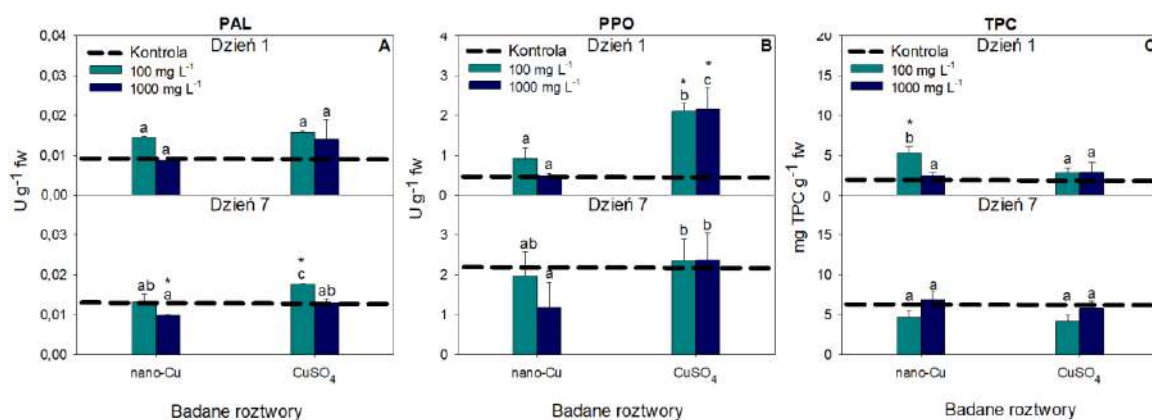 PAL
Dzień 1
A
Kontrola
100 mg L⁻¹
1000 mg L⁻¹
U g⁻¹ fw
0,04
0,03
0,02
0,01
0,00
a
a
a
a
Dzień 7
0,03
0,02
0,01
0,00
ab
*
a
*
c
ab
nano-Cu
CuSO₄
Badane roztwory
PPO
Dzień 1
B
Kontrola
100 mg L⁻¹
1000 mg L⁻¹
U g⁻¹ fw
4
3
2
1
0
a
a
*
b
*
c
Dzień 7
3
2
1
0
ab
a
b
b
nano-Cu
CuSO₄
Badane roztwory
TPC
Dzień 1
C
Kontrola
100 mg L⁻¹
1000 mg L⁻¹
mg TPC g⁻¹ fw
20
15
10
5
0
*
b
a
a
a
Dzień 7
15
10
5
0
a
a
a
a
nano-Cu
CuSO₄
Badane roztwory